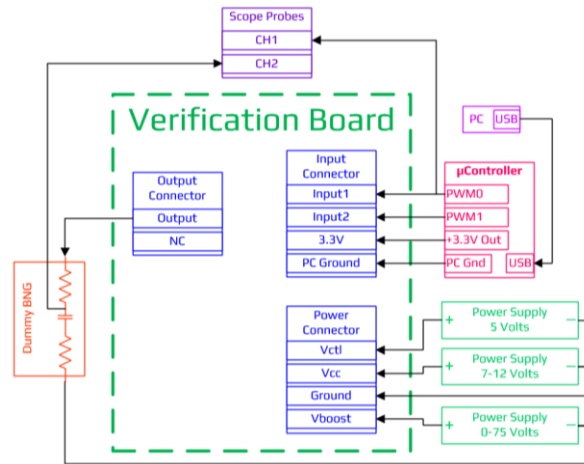 Scope Probes
CH1
CH2
Verification Board
PC
USB
Output
Connector
Output
NC
Input
Connector
Input1
Input2
3.3V
PC Ground
µController
PWM0
PWM1
+3.3V Out
PC Gnd
USB
Dummy BNG
Power
Connector
Vctl
Vcc
Ground
Vboost
+
Power Supply
5 Volts
−
+
Power Supply
7-12 Volts
−
+
Power Supply
0-75 Volts
−